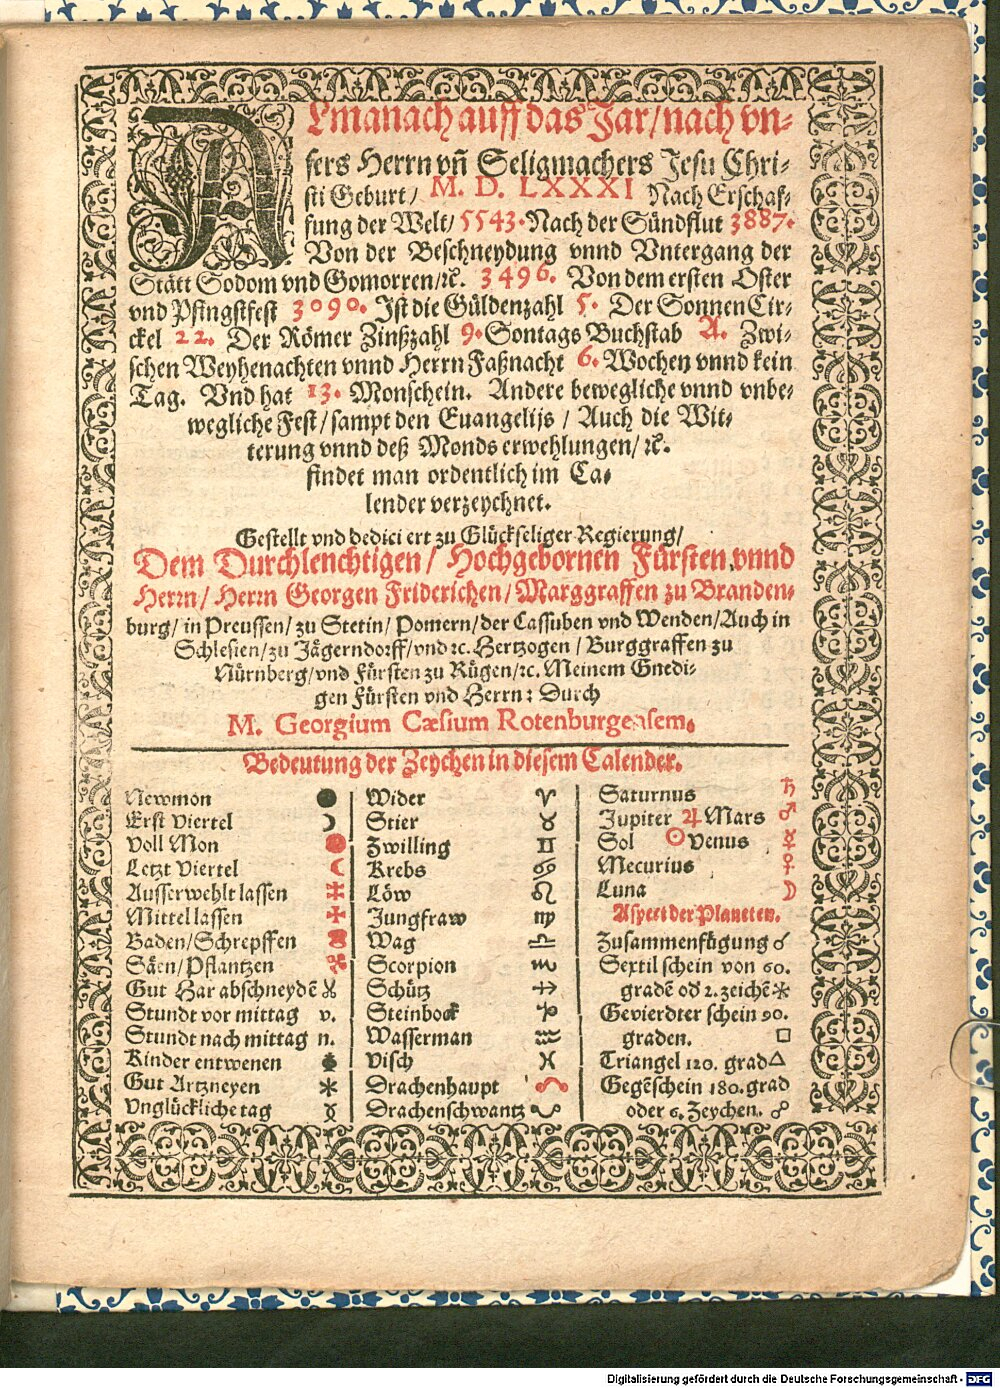 ALmanach auff das Jar/ nach vn-
sers Herrn vñ Seligmachers Jesu Chri-
sti Geburt/ M. D. LXXXI Nach Erschaf-
fung der Welt/ 5543. Nach der Sündflut 3887.
Von der Beschneydung vnnd Vntergang der
Stätt Sodom vnd Gomorren/ ꝛc. 3496. Von dem ersten Oster
vnd Pfingstfest 3090. Ist die Güldenzahl 5. Der Sonnen Cir-
ckel 22. Der Römer Zinßzahl 9. Sontags Buchstab A. Zwi-
schen Weyhenachten vnnd Herrn Faßnacht 6. Wochen vnnd kein
Tag. Vnd hat 13. Monschein. Andere bewegliche vnnd vnbe-
wegliche Fest/ sampt den Euangelijs/ Auch die Wit-
terung vnnd deß Monds erwehlungen/ ꝛc.
findet man ordentlich im Ca-
lender verzeychnet.
Gestellt vnd dedici ert zu Glückseliger Regierung/
Dem Durchleuchtigen/ Hochgebornen Fürsten vnnd
Herrn/ Herrn Georgen Friderichen/ Marggraffen zu Branden-
burg/ in Preussen/ zu Stetin/ Pomern/ der Cassuben vnd Wenden/ Auch in
Schlesien/ zu Jägerndorff/ vnd ꝛc. Hertzogen/ Burggraffen zu
Nürnberg/ vnd Fürsten zu Rügen/ ꝛc. Meinem Gnedi-
gen Fürsten vnd Herrn: Durch
M. Georgium Cæsium Rotenburgensem.
Bedeutung der Zeychen in diesem Calender.
Newmon ●
Erst Viertel ☽
Voll Mon
Letzt Viertel ☾
Ausserwehlt lassen
Mittel lassen
Baden/ Schrepffen
Säen/ Pflantzen
Gut Har abschneydē
Stundt vor mittag v.
Stundt nach mittag n.
Kinder entwenen
Gut Artzneyen
Vnglückliche tag
Wider ♈
Stier ♉
Zwilling ♊
Krebs ♋
Löw ♌
Jungfraw ♍
Wag ♎
Scorpion ♏
Schütz ♐
Steinbock ♑
Wasserman ♒
Visch ♓
Drachenhaupt ☊
Drachenschwantz ☋
Saturnus ♄
Jupiter ♃ Mars ♂
Sol ☉ Venus ☿
Mecurius ♀
Luna ☽
Aspect der Planeten.
Zusammenfügung ☌
Sextil schein von 60.
gradē od 2. zeichē ⚹
Gevierdter schein 90.
graden. □
Triangel 120. grad △
Gegēschein 180. grad
oder 6. Zeychen. ☍
Digitalisierung gefördert durch die Deutsche Forschungsgemeinschaft - DFG